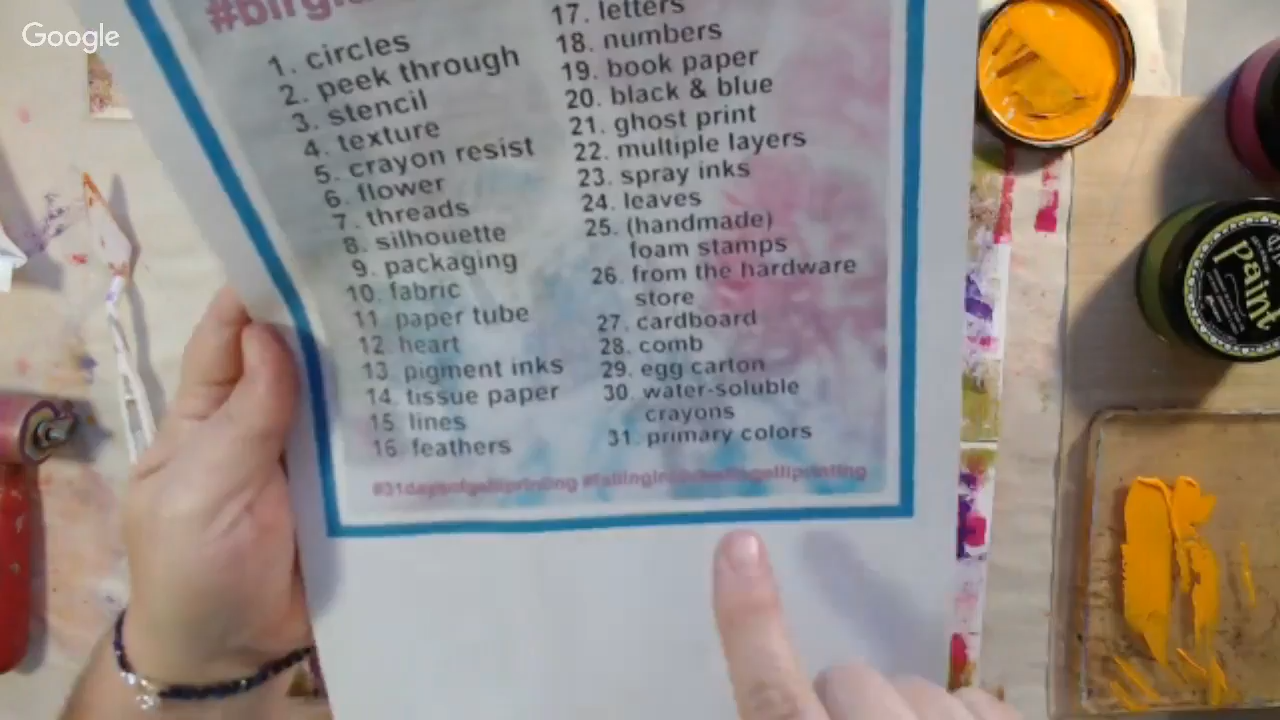 Google
1. circles
2. peek through
3. stencil
4. texture
5. crayon resist
6. flower
7. threads
8. silhouette
9. packaging
10. fabric
11 paper tube
12 heart
13 pigment inks
14. tissue paper
15 lines
16 feathers
17. letters
18. numbers
19. book paper
20. black & blue
21. ghost print
22. multiple layers
23. spray inks
24. leaves
25. (handmade)
foam stamps
26. from the hardware
store
27. cardboard
28. comb
29. egg carton
30. water-soluble
crayons
31. primary colors
#31daysofgelliprinting
Paint